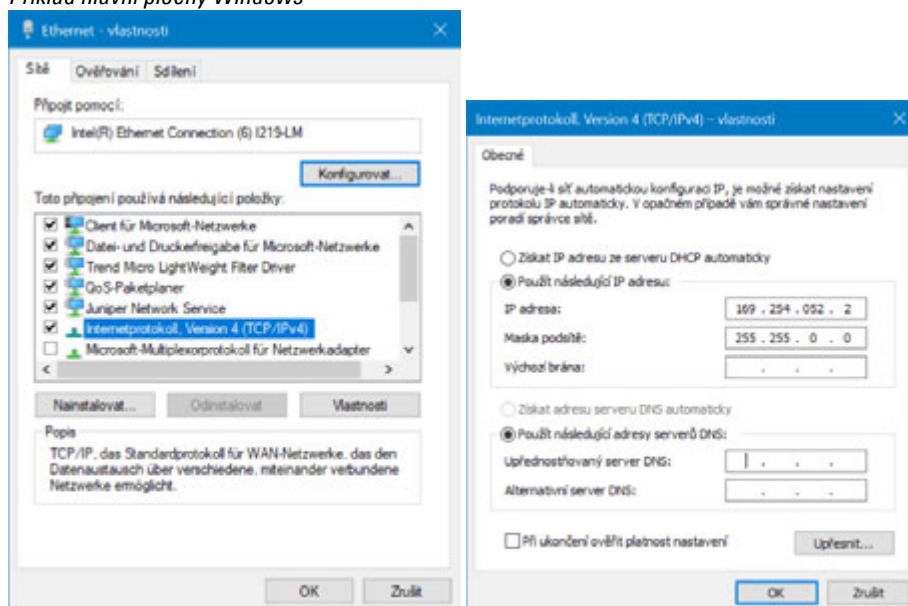 Příklad hlavní plochy Windows
Ethernet - vlastnosti
Sítě Ověřování Sdílení
Připojit pomocí:
Intel(R) Ethernet Connection (6) I219-LM
Konfigurovat...
Toto připojení používá následující položky:
Client für Microsoft-Netzwerke
Datei- und Druckerfreigabe für Microsoft-Netzwerke
Trend Micro LightWeight Filter Driver
QoS-Paketplaner
Juniper Network Service
Internetprotokoll, Version 4 (TCP/IPv4)
Microsoft-Multiplexorprotokoll für Netzwerkadapter
Nainstalovat... Odinstalovat Vlastnosti
Popis
TCP/IP, das Standardprotokoll für WAN-Netzwerke, das den
Datenaustausch über verschiedene, miteinander verbundene
Netzwerke ermöglicht.
OK Zrušit
Internetprotokoll, Version 4 (TCP/IPv4) – vlastnosti
Obecné
Podporuje-li síť automatickou konfiguraci IP, je možné získat nastavení
protokolu IP automaticky. V opačném případě vám správné nastavení
poradí správce sítě.
Získat IP adresu ze serveru DHCP automaticky
Použít následující IP adresu:
IP adresa: 169 . 254 . 052 . 2
Maska podsítě: 255 . 255 . 0 . 0
Výchozí brána: . . .
Získat adresu serveru DNS automaticky
Použít následující adresy serverů DNS:
Upřednostňovaný server DNS: . . .
Alternativní server DNS: . . .
Při ukončení ověřit platnost nastavení
Upřesnit...
OK Zrušit